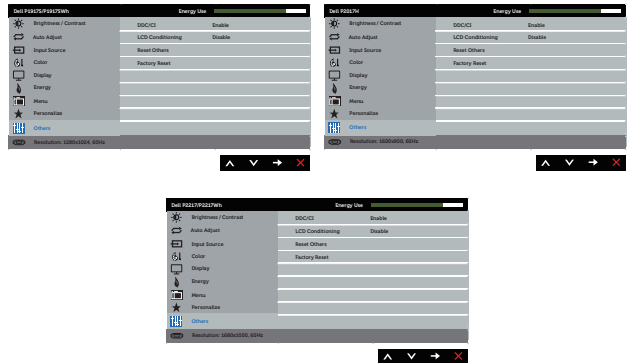 Dell P1917S/P1917SWh Energy Use
Brightness / Contrast DDC/CI Enable
Auto Adjust LCD Conditioning Disable
Input Source Reset Others
Color Factory Reset
Display
Energy
Menu
Personalize
Others
Resolution: 1280x1024, 60Hz
Dell P2017H Energy Use
Brightness / Contrast DDC/CI Enable
Auto Adjust LCD Conditioning Disable
Input Source Reset Others
Color Factory Reset
Display
Energy
Menu
Personalize
Others
Resolution: 1600x900, 60Hz
Dell P2217/P2217Wh Energy Use
Brightness / Contrast DDC/CI Enable
Auto Adjust LCD Conditioning Disable
Input Source Reset Others
Color Factory Reset
Display
Energy
Menu
Personalize
Others
Resolution: 1680x1050, 60Hz